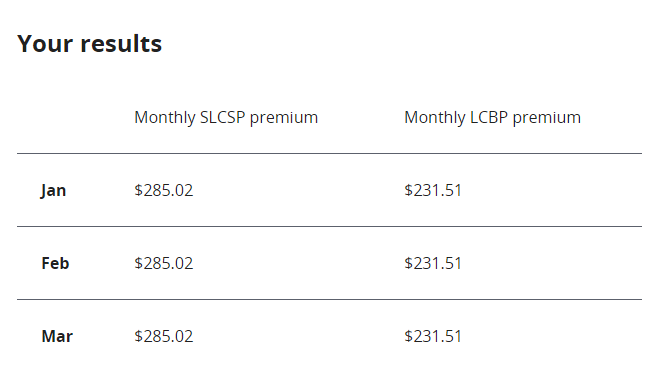 Your results
Monthly SLCSP premium Monthly LCBP premium
Jan $285.02 $231.51
Feb $285.02 $231.51
Mar $285.02 $231.51